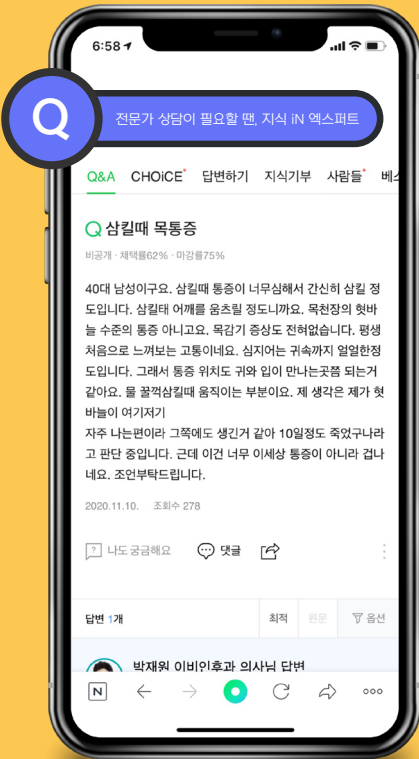 6:58
Q 전문가 상담이 필요할 땐, 지식 iN 엑스퍼트
Q&A CHOiCE 답변하기 지식기부 사람들 베스
Q 삼킬때 목통증
비공개 · 채택률62% · 마감률75%
40대 남성이구요. 삼킬때 통증이 너무심해서 간신히 삼킬 정
도입니다. 삼킬태 어깨를 움츠릴 정도니까요. 목천장의 혓바
늘 수준의 통증 아니고요. 목감기 증상도 전혀없습니다. 평생
처음으로 느껴보는 고통이네요. 심지어는 귀속까지 얼얼한정
도입니다. 그래서 통증 위치도 귀와 입이 만나는곳쯤 되는거
같아요. 물 꿀꺽삼킬때 움직이는 부분이요. 제 생각은 제가 혓
바늘이 여기저기
자주 나는편이라 그쪽에도 생긴거 같아 10일정도 죽었구나라
고 판단 중입니다. 근데 이건 너무 이세상 통증이 아니라 겁나
네요. 조언부탁드립니다.
2020.11.10. 조회수 278
? 나도 궁금해요 댓글
답변 1개 최적 원문 옵션
박재원 이비인후과 의사님 답변
N